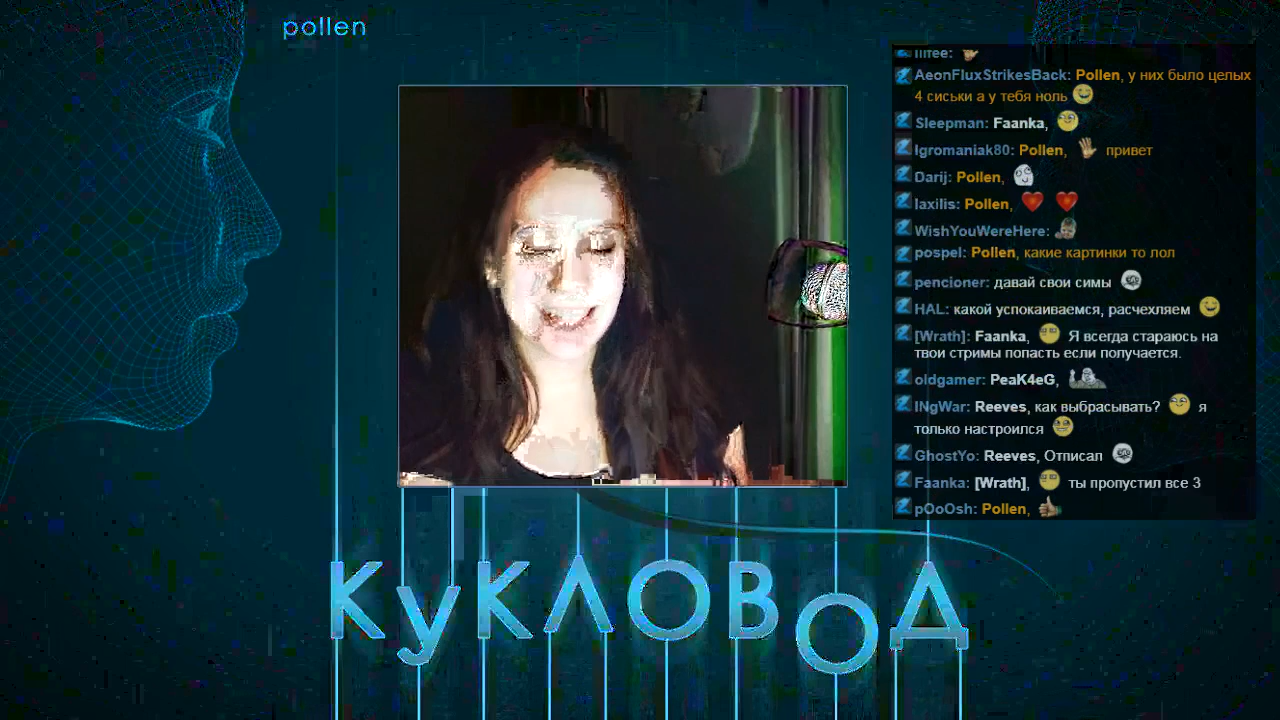 pollen
AeonFluxStrikesBack: Pollen, у них было целых
4 сиськи а у тебя ноль
Sleepman: Faanka,
Igromaniak80: Pollen, привет
Darij: Pollen,
laxilis: Pollen,
WishYouWereHere:
pospel: Pollen, какие картинки то лол
pencioner: давай свои симы
HAL: какой успокаиваемся, расчехляем
[Wrath]: Faanka, Я всегда стараюсь на
твои стримы попасть если получается.
oldgamer: PeaK4eG,
INgWar: Reeves, как выбрасывать? я
только настроился
GhostYo: Reeves, Отписал
Faanka: [Wrath], ты пропустил все 3
pOoOsh: Pollen,
КУКЛОВОД